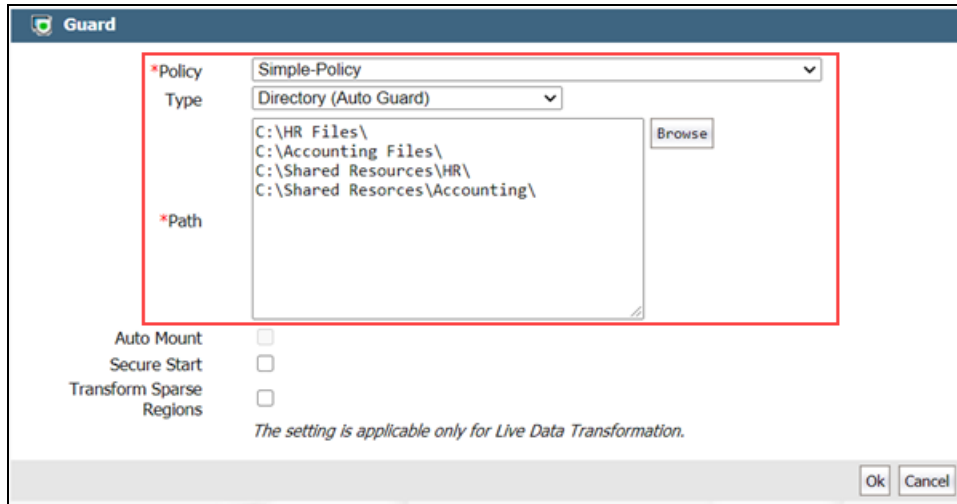 Guard
*Policy Simple-Policy
Type Directory (Auto Guard)
C:\HR Files\ Browse
C:\Accounting Files\
C:\Shared Resources\HR\
C:\Shared Resorces\Accounting\
*Path
Auto Mount
Secure Start
Transform Sparse
Regions
The setting is applicable only for Live Data Transformation.
Ok Cancel